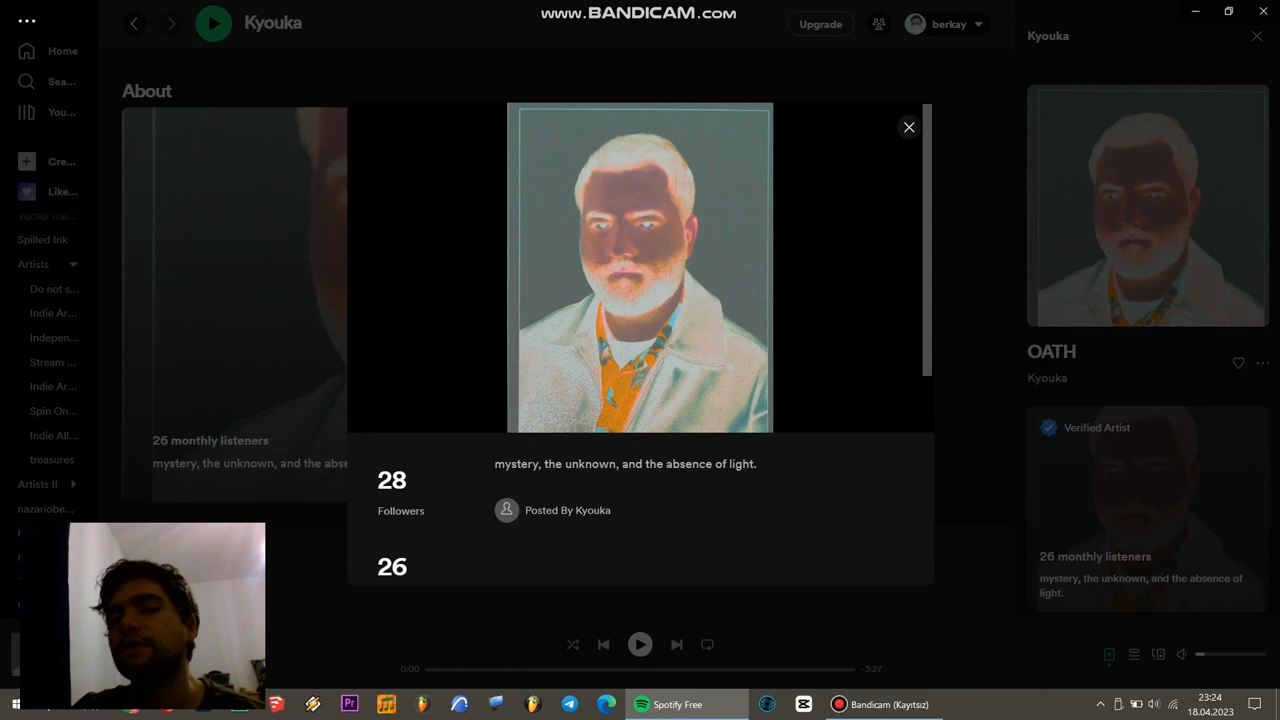 www.BANDICAM.com
Kyouka
Upgrade
berkay
Kyouka
Home
Sea...
You...
Cre...
Like...
Spilled Ink
Artists
Do not s...
Indie Ar...
Indepen...
Stream ...
Indie Ar...
Spin On...
Indie All...
treasures
Artists II
nazariobe...
About
26 monthly listeners
mystery, the unknown, and the abse
28
Followers
mystery, the unknown, and the absence of light.
Posted By Kyouka
26
OATH
Kyouka
Verified Artist
26 monthly listeners
mystery, the unknown, and the absence of
light.
0:00
-3:27
Pr
Spotify Free
Bandicam (Kayıtsız)
23:24
18.04.2023